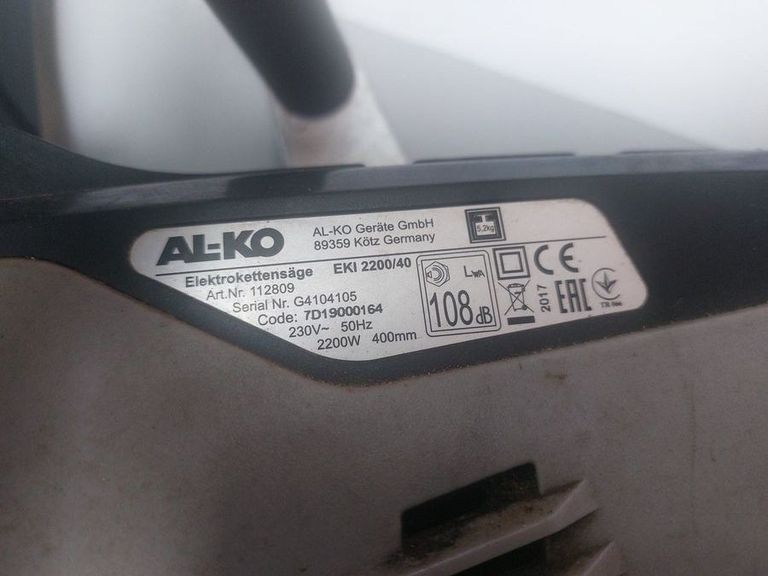 AL-KO
AL-KO Geräte GmbH
89359 Kötz Germany
5.2kg
Elektrokettensäge EKI 2200/40
Art.Nr. 112809
Serial Nr. G4104105
Code: 7D19000164
230V~ 50Hz
2200W 400mm
LWA
108dB
CE
2017
EAC